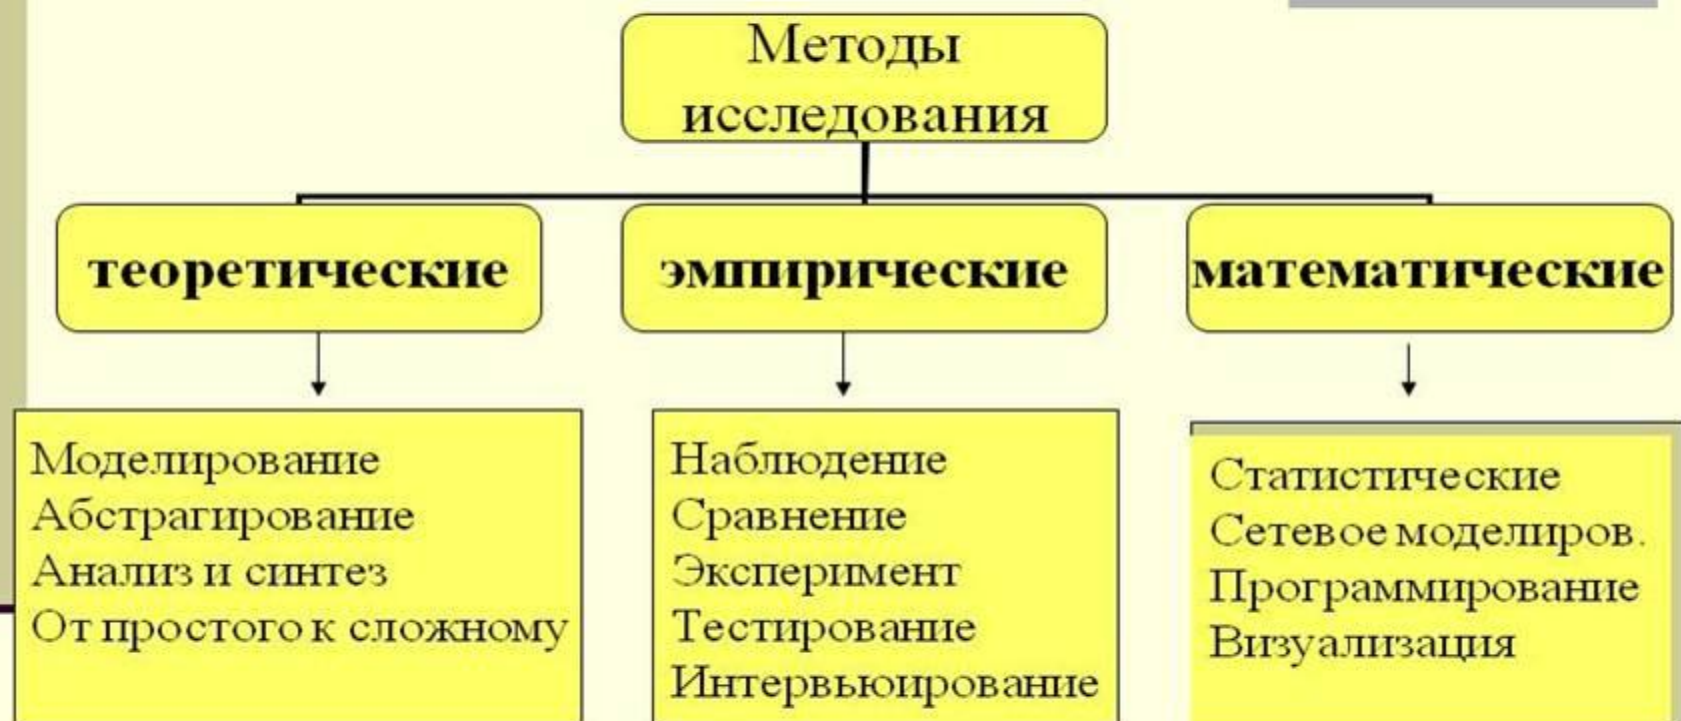 Методы
исследования
теоретические
эмпирические
математические
Моделирование
Абстрагирование
Анализ и синтез
От простого к сложному
Наблюдение
Сравнение
Эксперимент
Тестирование
Интервьюирование
Статистические
Сетевое моделиров.
Программирование
Визуализация